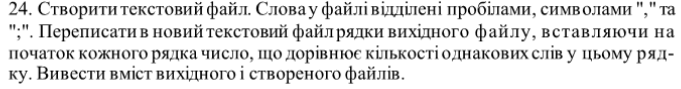 24. Створити текстовий файл. Слова у файлі відділені пробілами, символами "," та
";". Переписати в новий текстовий файл рядки вихідного файлу, вставляючи на
початок кожного рядка число, що дорівнює кількості однакових слів у цьому ряд-
ку. Вивести вміст вихідного і створеного файлів.